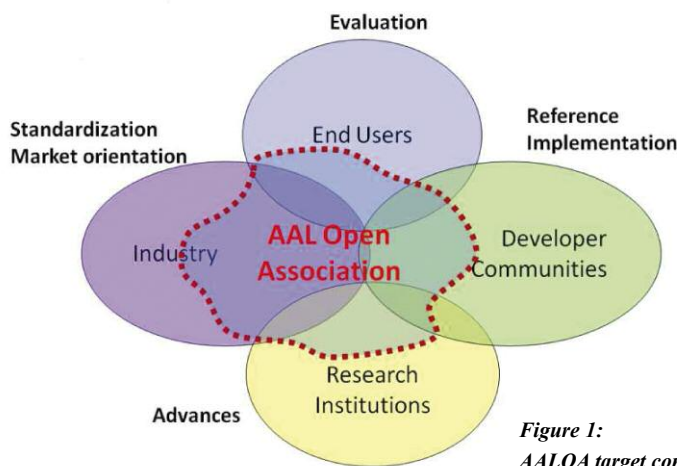 Evaluation
End Users
Standardization
Market orientation
Reference
Implementation
Industry
AAL Open
Association
Developer
Communities
Research
Institutions
Advances
Figure 1: